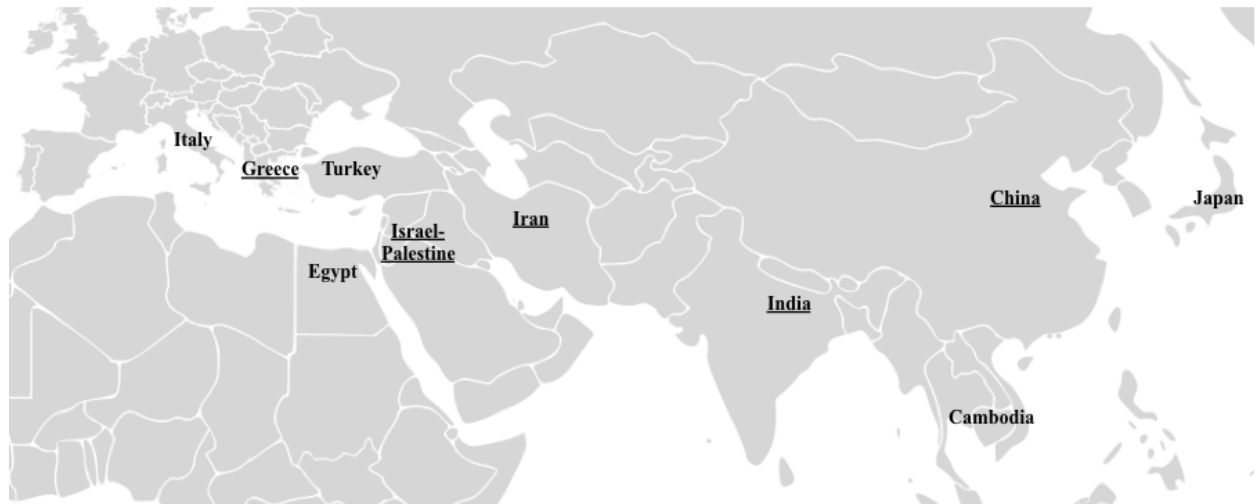 Italy
Greece
Turkey
China
Japan
Iran
Israel-
Palestine
Egypt
India
Cambodia